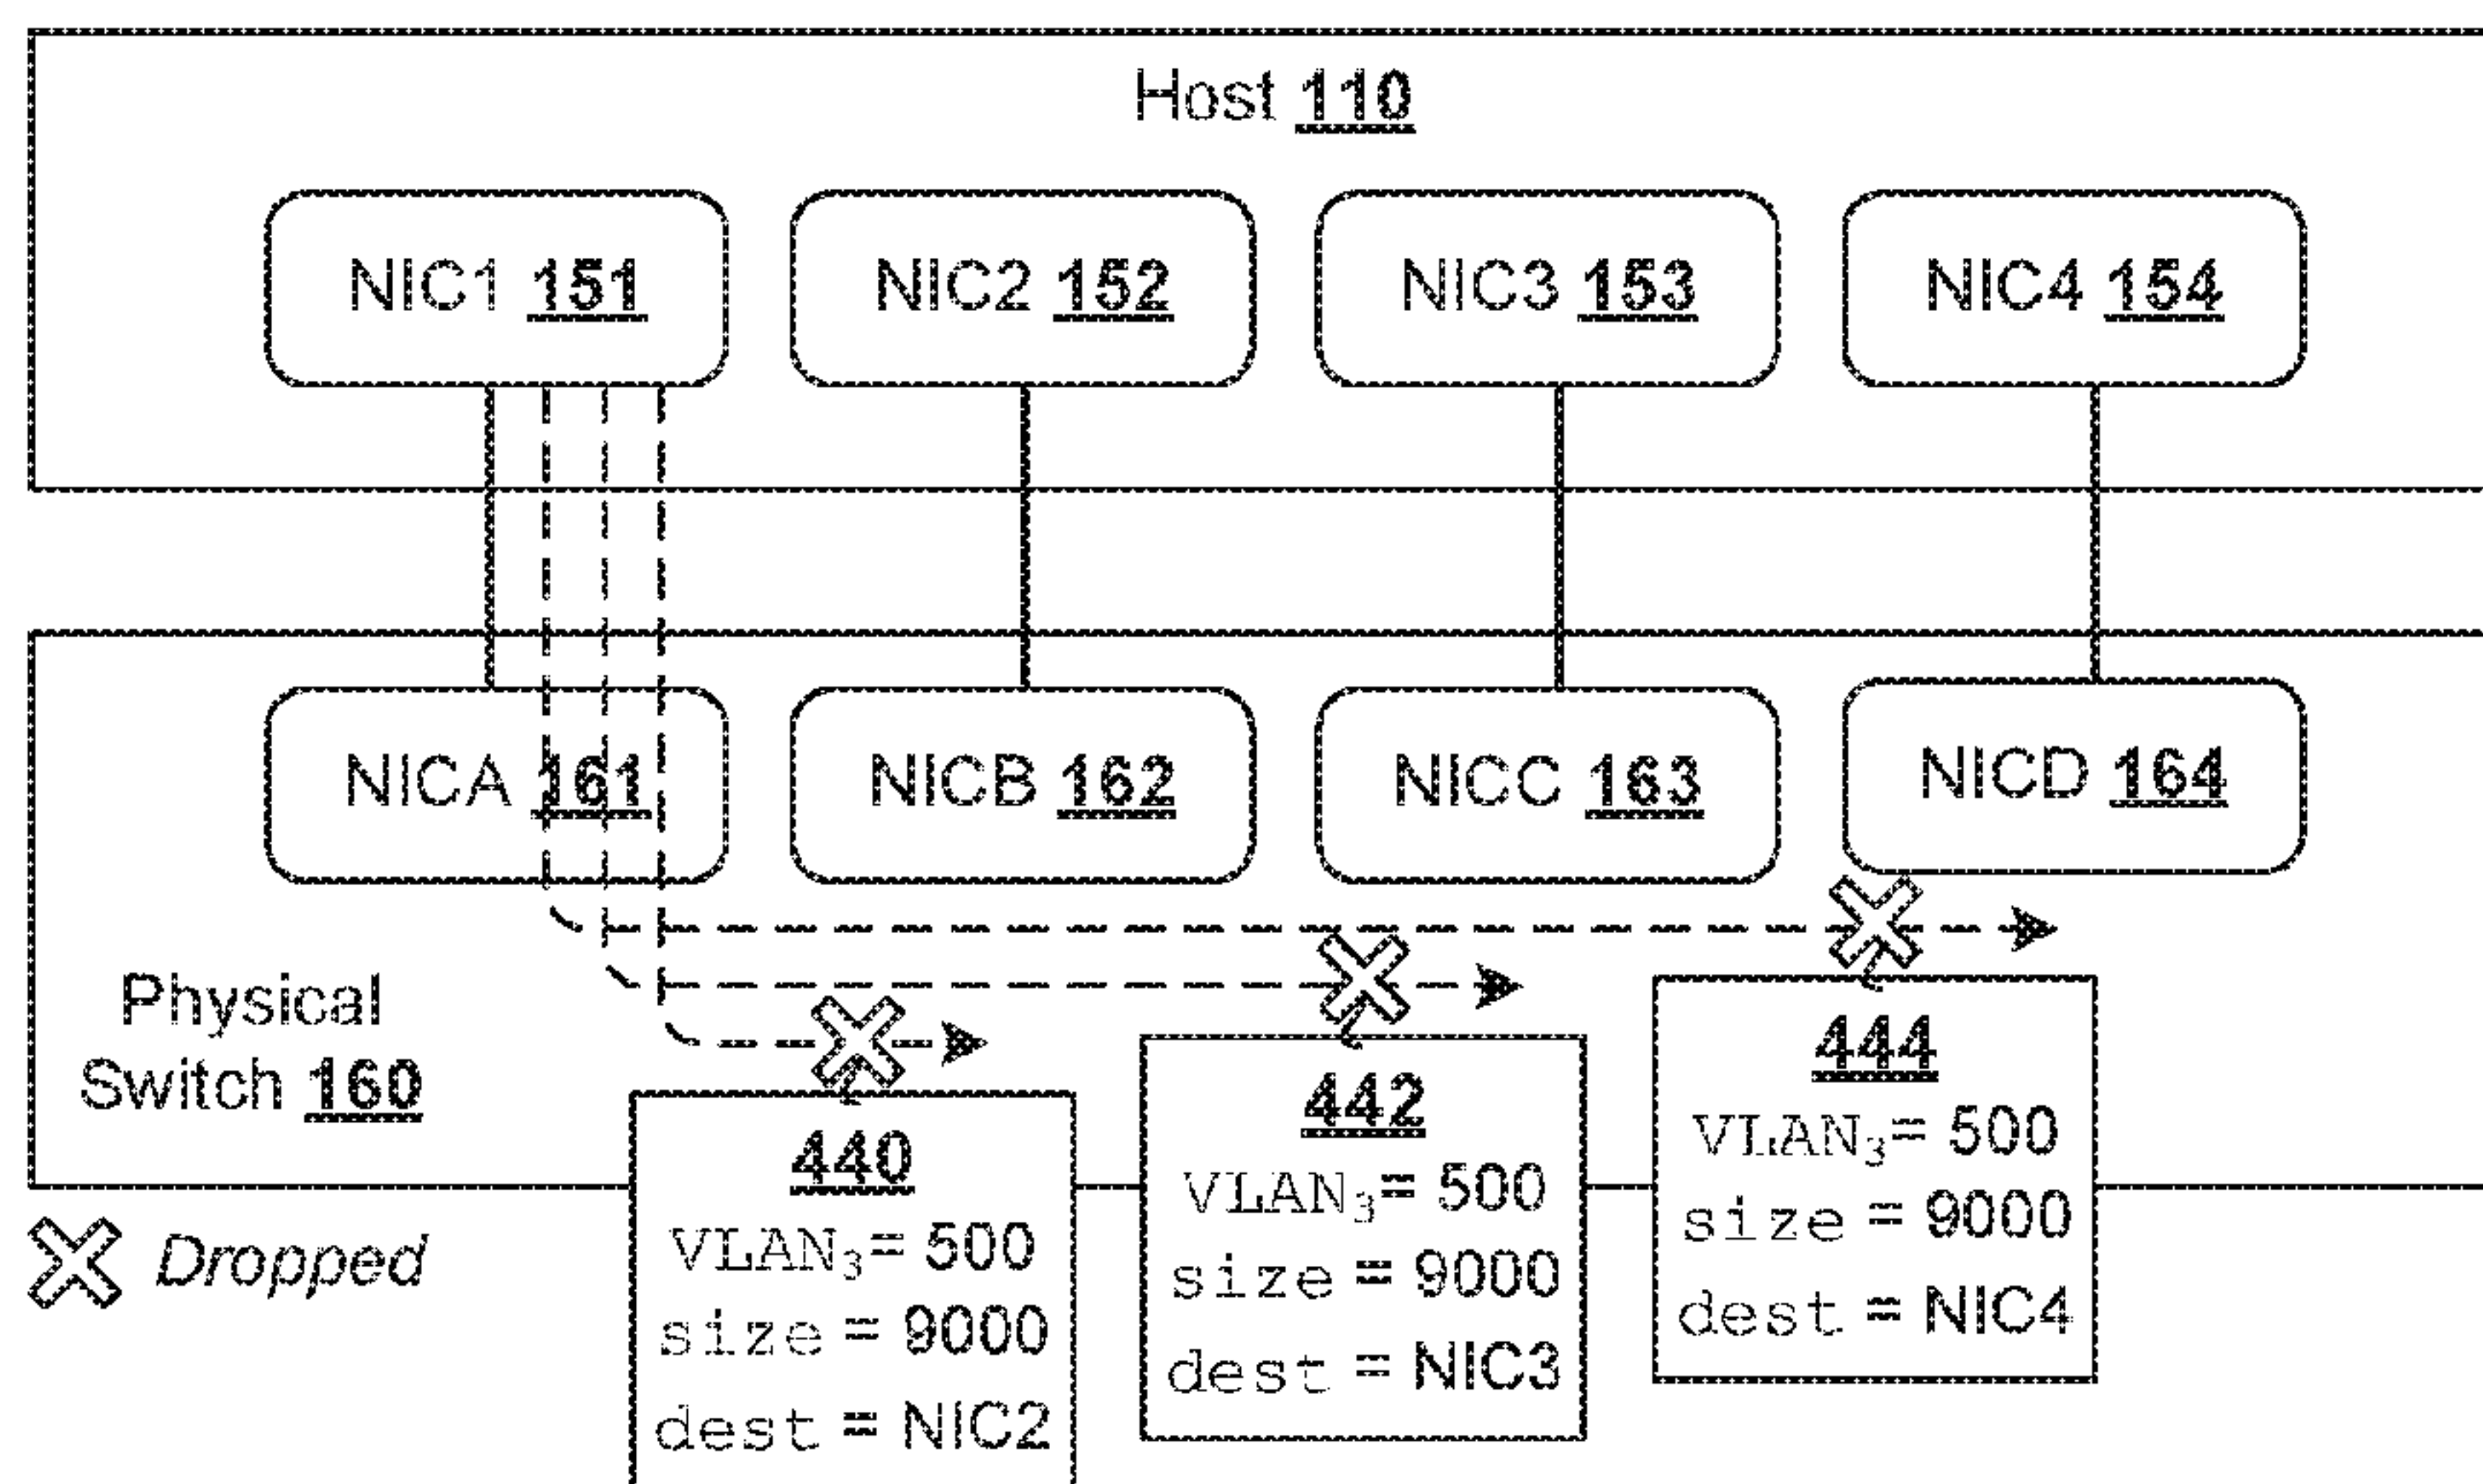 Host 110
NIC1 151
NIC2 152
NIC3 153
NIC4 154
NICA 161
NICB 162
NICC 163
NICD 164
Physical
Switch 160
440
VLAN₃= 500
size = 9000
dest = NIC2
442
VLAN₃= 500
size = 9000
dest = NIC3
444
VLAN₃= 500
size = 9000
dest = NIC4
Dropped